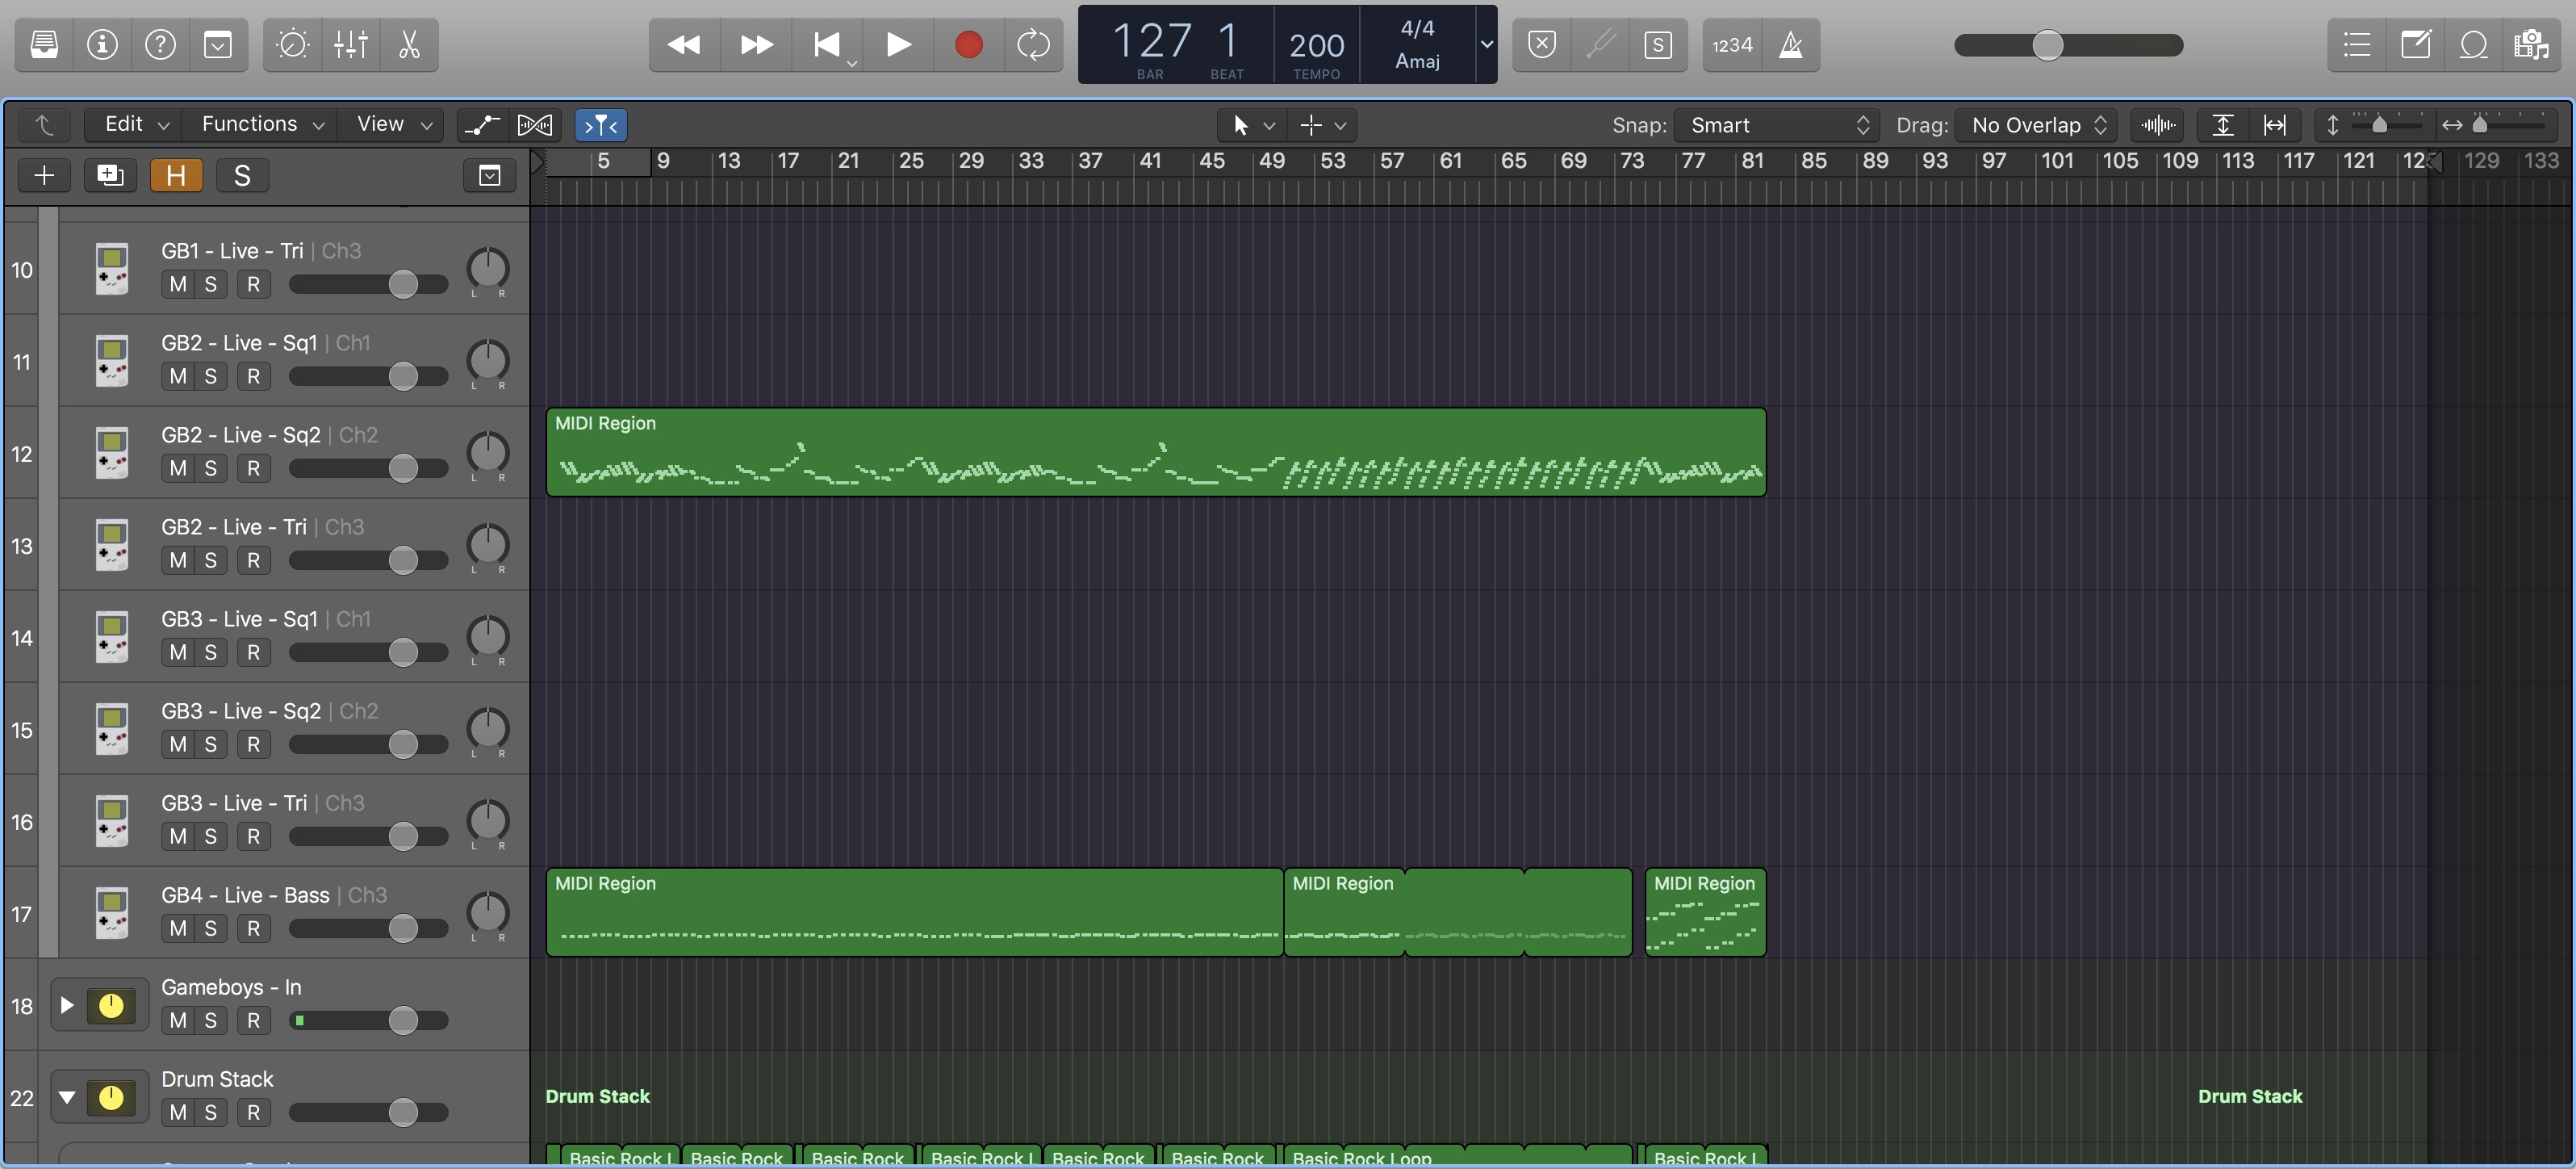 127 1 200 4/4
Amaj
BAR BEAT TEMPO
S
1234
Edit Functions View Snap: Smart Drag: No Overlap
H S
5 9 13 17 21 25 29 33 37 41 45 49 53 57 61 65 69 73 77 81 85 89 93 97 101 105 109 113 117 121 12 129 133
10 GB1 - Live - Tri | Ch3
M S R L R
11 GB2 - Live - Sq1 | Ch1
M S R L R
12 GB2 - Live - Sq2 | Ch2
M S R L R
MIDI Region
13 GB2 - Live - Tri | Ch3
M S R L R
14 GB3 - Live - Sq1 | Ch1
M S R L R
15 GB3 - Live - Sq2 | Ch2
M S R L R
16 GB3 - Live - Tri | Ch3
M S R L R
17 GB4 - Live - Bass | Ch3
M S R L R
MIDI Region MIDI Region MIDI Region
18 Gameboys - In
M S R
22 Drum Stack
M S R
Drum Stack Drum Stack
Basic Rock L Basic Rock Basic Rock Basic Rock L Basic Rock Basic Rock Basic Rock Loop Basic Rock L